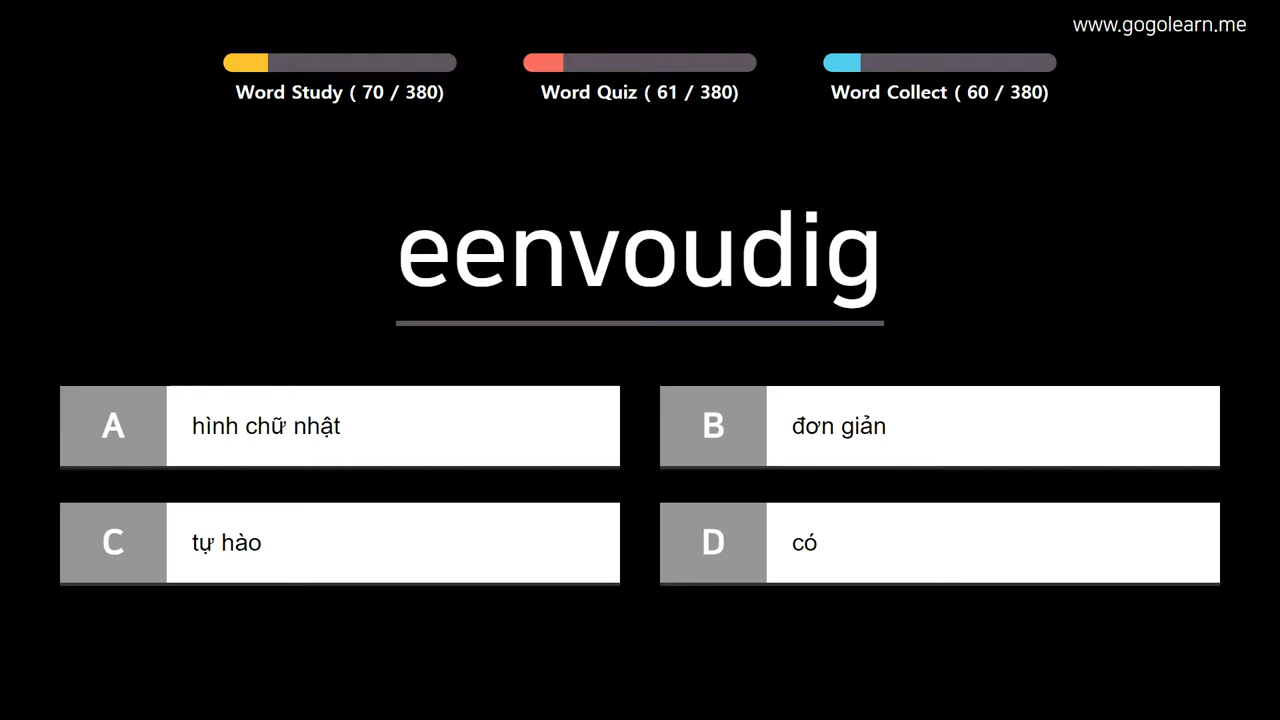 www.gogolearn.me
Word Study ( 70 / 380)
Word Quiz ( 61 / 380)
Word Collect ( 60 / 380)
eenvoudig
A hình chữ nhật
B đơn giản
C tự hào
D có